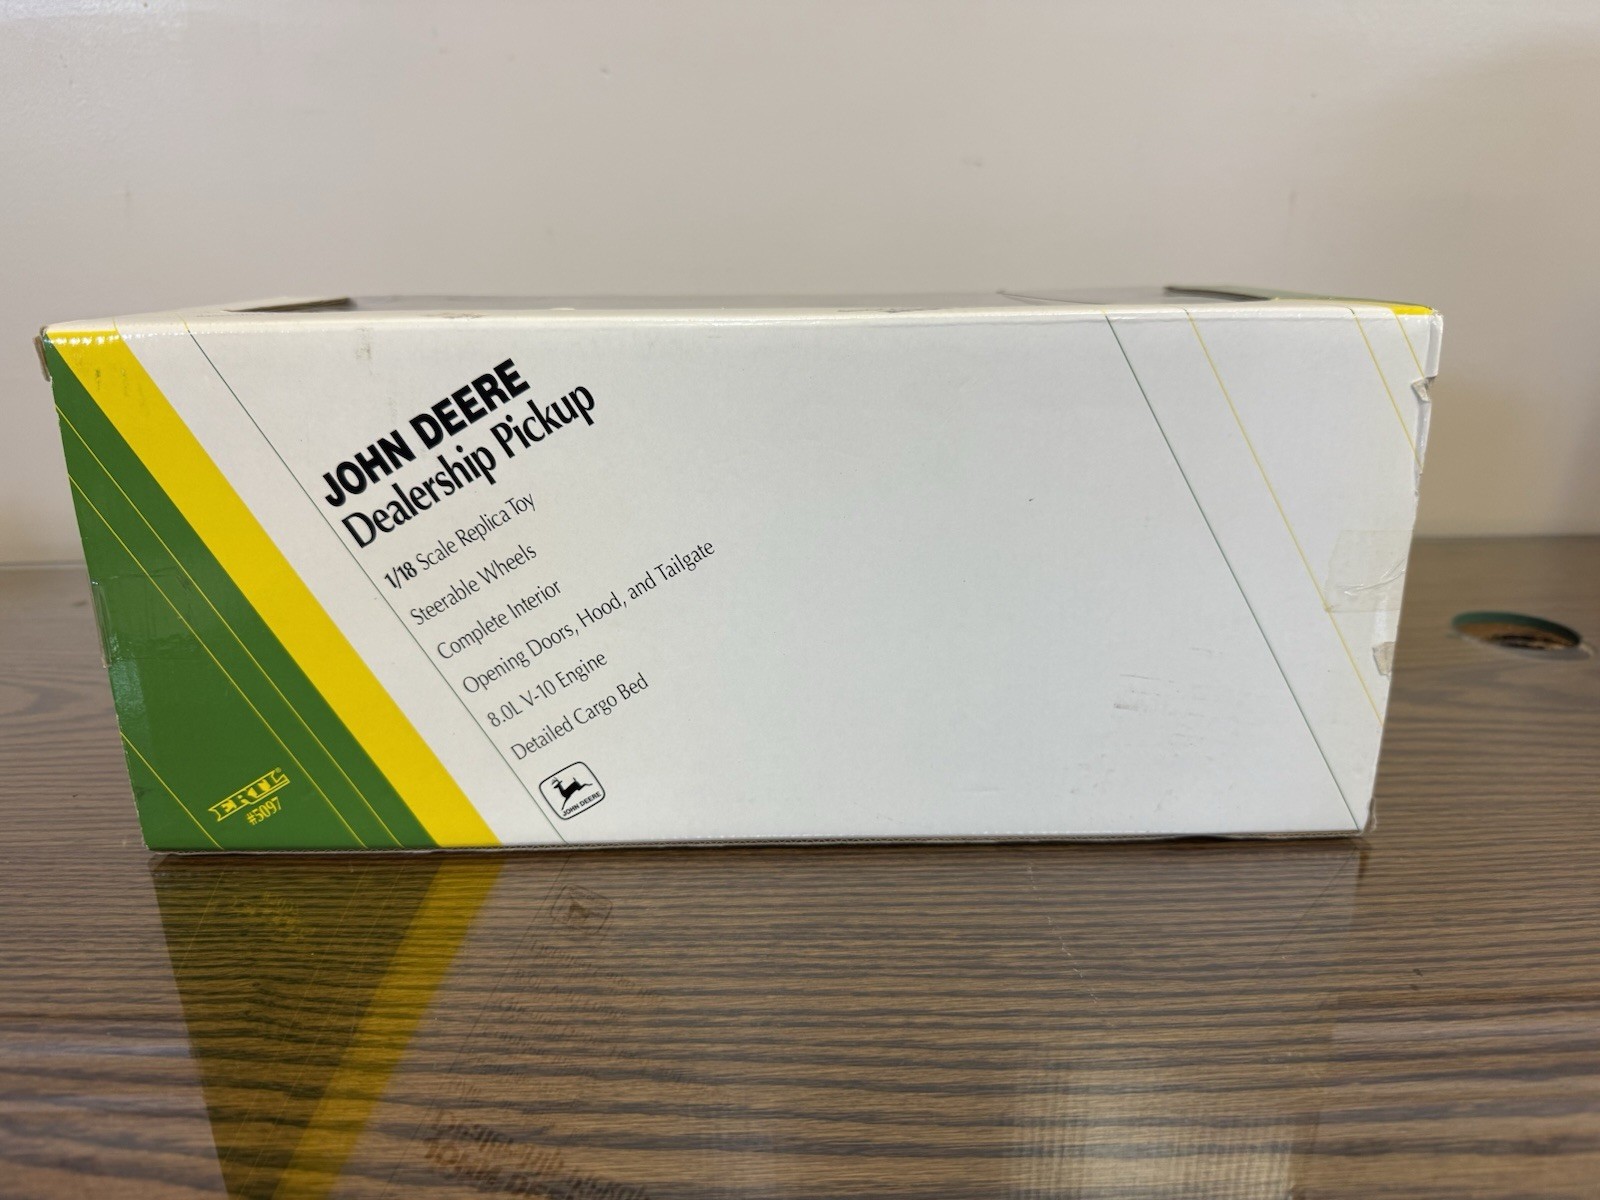 JOHN DEERE
Dealership Pickup
1/18 Scale Replica Toy
Steerable Wheels
Complete Interior
Opening Doors, Hood, and Tailgate
8.0L V-10 Engine
Detailed Cargo Bed
JOHN DEERE
ERTL®
#5097